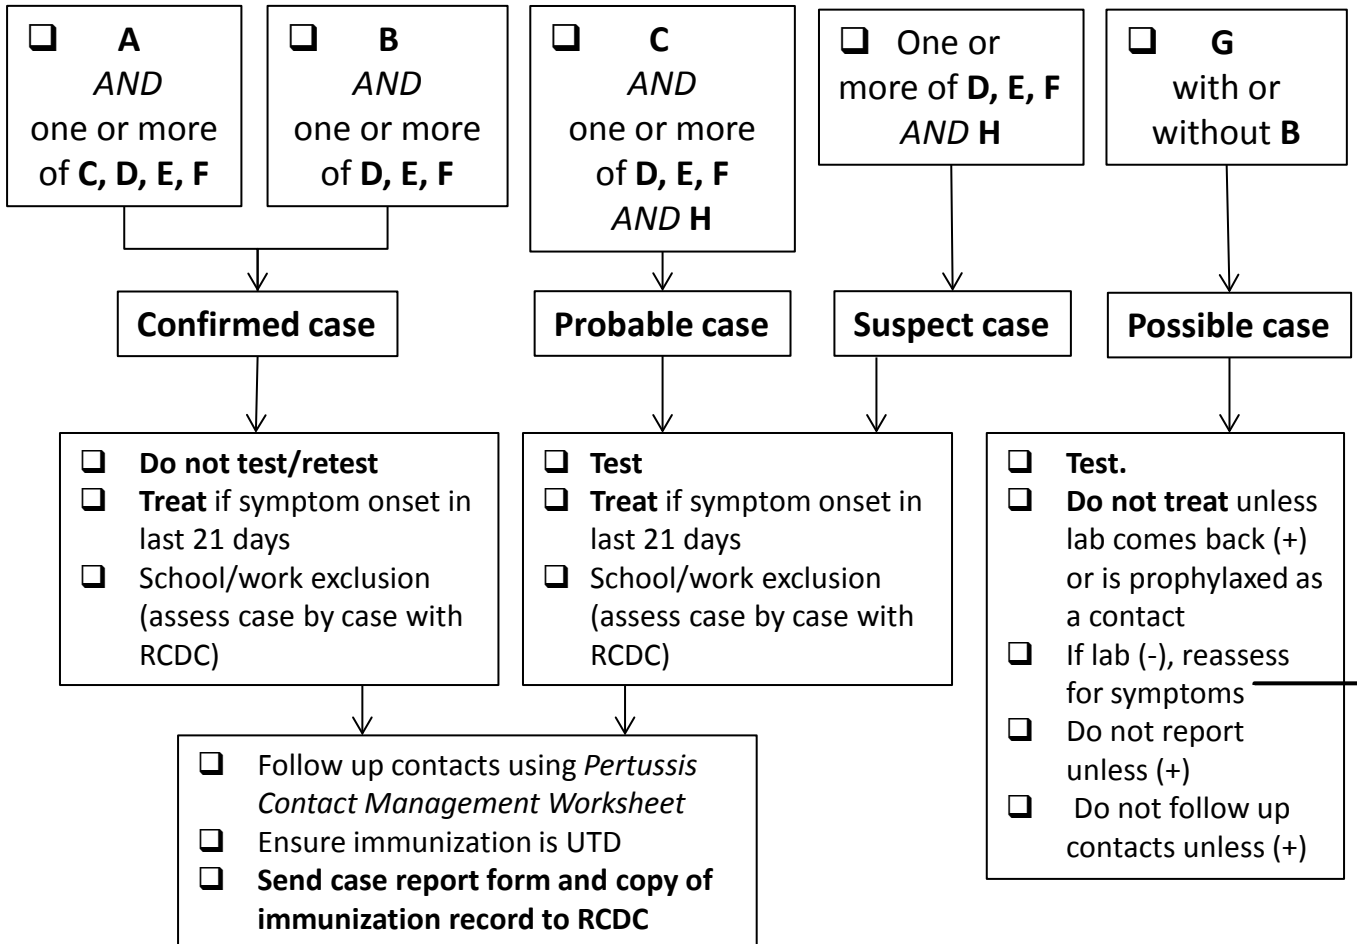 ❑ A
AND
one or more
of C, D, E, F
❑ B
AND
one or more
of D, E, F
❑ C
AND
one or more
of D, E, F
AND H
❑ One or
more of D, E, F
AND H
❑ G
with or
without B
Confirmed case
Probable case
Suspect case
Possible case
❑ Do not test/retest
❑ Treat if symptom onset in
last 21 days
❑ School/work exclusion
(assess case by case with
RCDC)
❑ Test
❑ Treat if symptom onset in
last 21 days
❑ School/work exclusion
(assess case by case with
RCDC)
❑ Test.
❑ Do not treat unless
lab comes back (+)
or is prophylaxed as
a contact
❑ If lab (-), reassess
for symptoms
❑ Do not report
unless (+)
❑ Do not follow up
contacts unless (+)
❑ Follow up contacts using Pertussis
Contact Management Worksheet
❑ Ensure immunization is UTD
❑ Send case report form and copy of
immunization record to RCDC